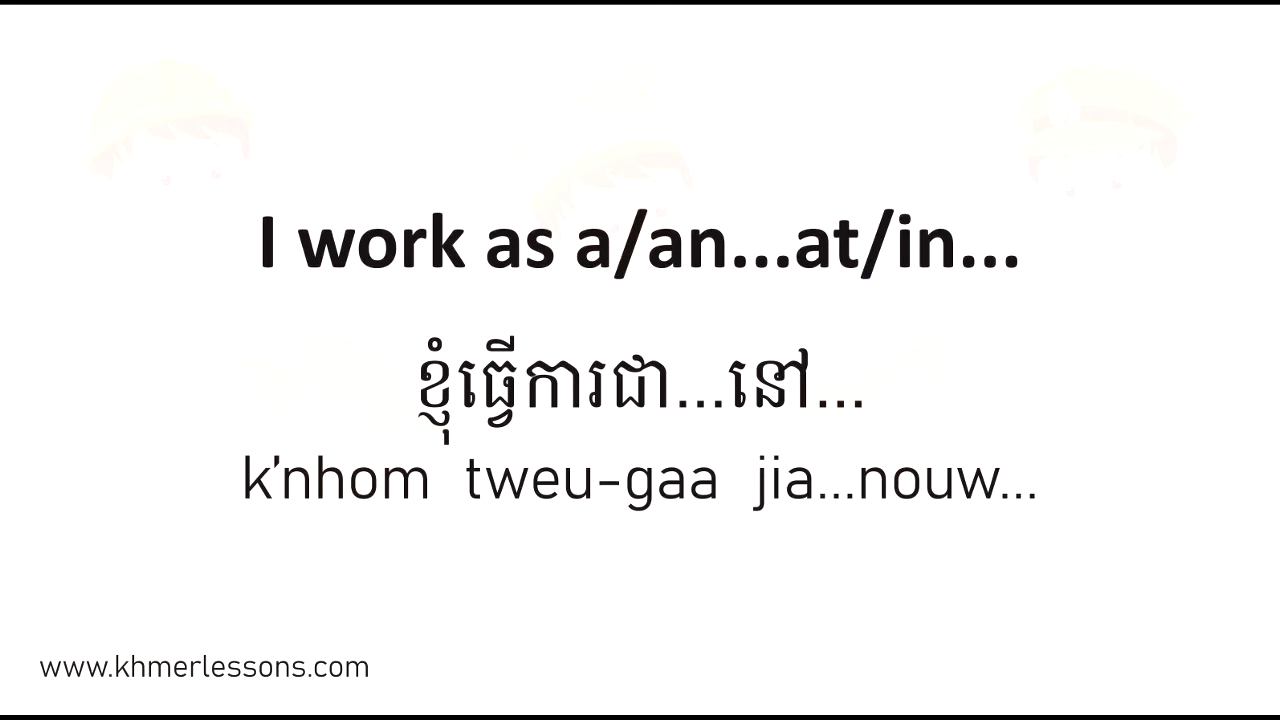 I work as a/an...at/in...
ខ្ញុំធ្វើការជា...នៅ...
k'nhom tweu-gaa jia...nouw...
www.khmerlessons.com